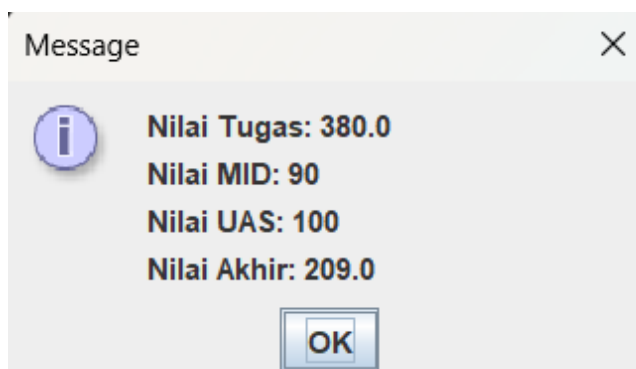 Message
Nilai Tugas: 380.0
Nilai MID: 90
Nilai UAS: 100
Nilai Akhir: 209.0
OK